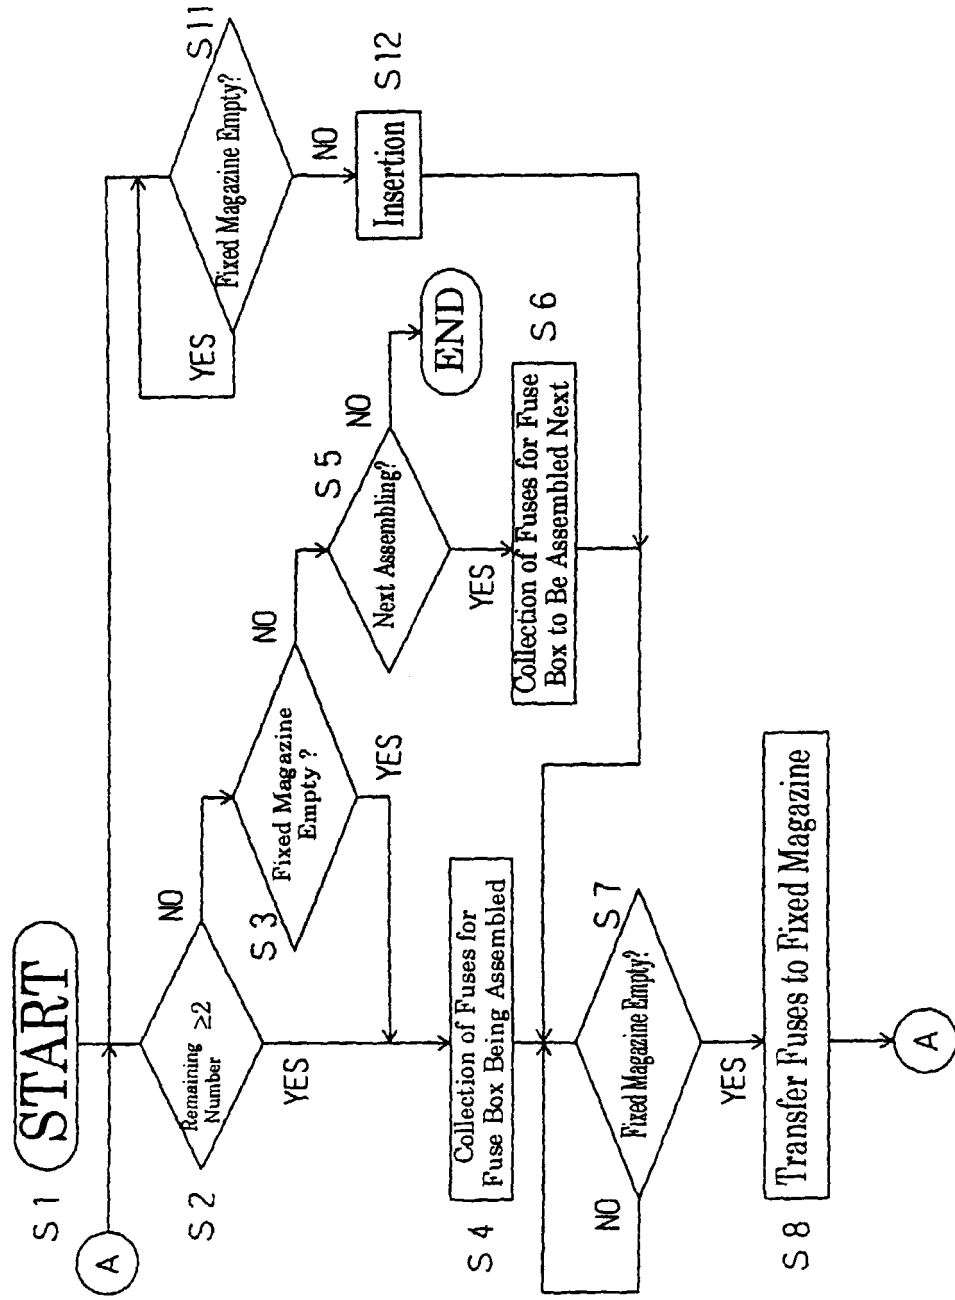 S1
START
A
S2
Remaining ≥2
Number
NO
YES
S3
Fixed Magazine
Empty?
NO
YES
S4
Collection of Fuses for
Fuse Box Being Assembled
S5
Next Assembling?
NO
END
YES
S6
Collection of Fuses for Fuse
Box to Be Assembled Next
S7
Fixed Magazine Empty?
NO
YES
S8
Transfer Fuses to Fixed Magazine
A
S11
Fixed Magazine Empty?
YES
NO
S12
Insertion